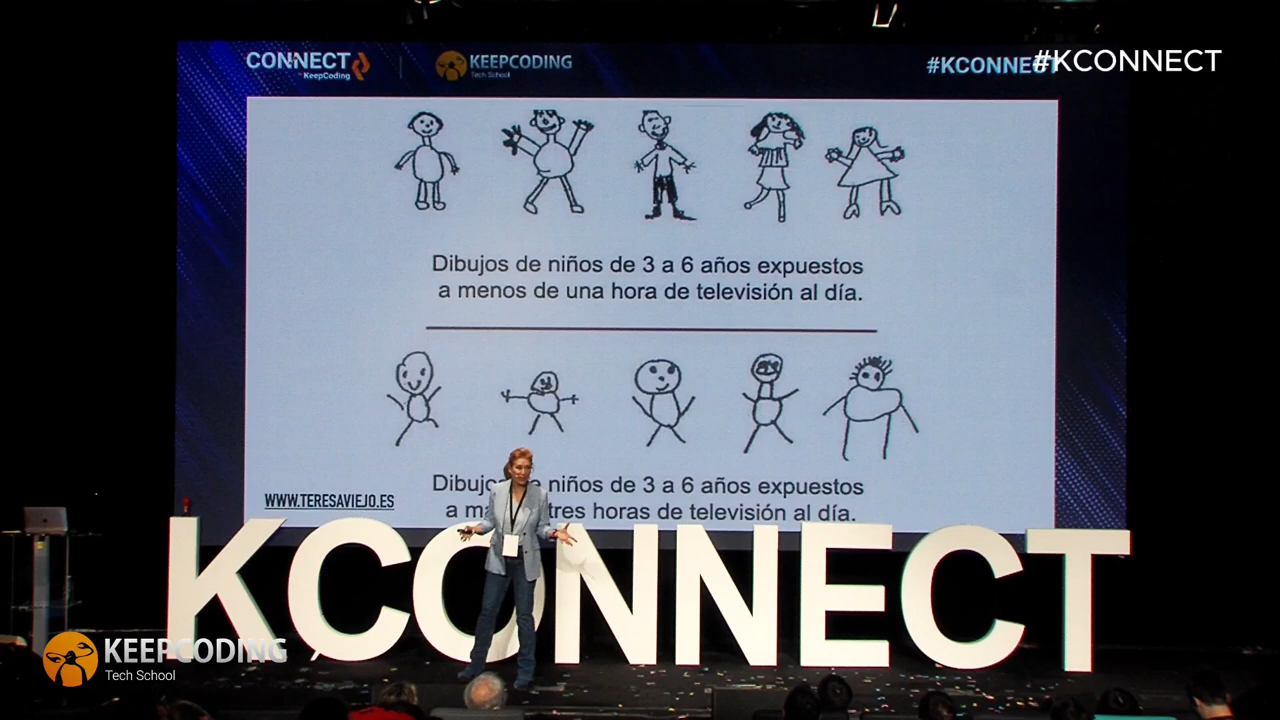 CONNECT
by KeepCoding
KEEPCODING
Tech School
#KCONNECT
#KCONNECT
Dibujos de niños de 3 a 6 años expuestos
a menos de una hora de televisión al día.
Dibujos niños de 3 a 6 años expuestos
a tres horas de televisión al día.
WWW.TERESAVIEJO.ES
KCONNECT
KEEPCODING
Tech School